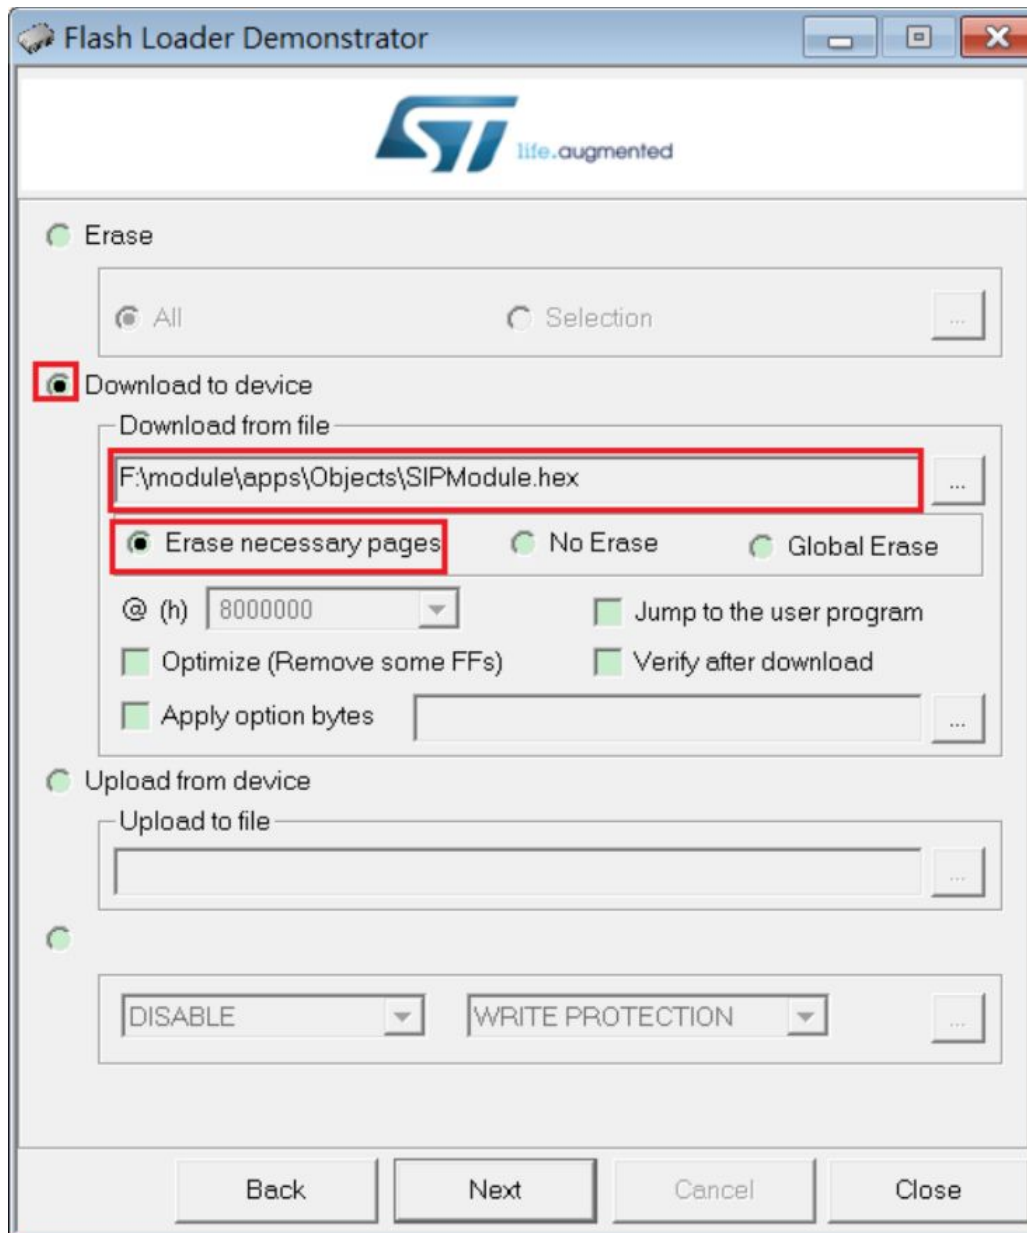 Flash Loader Demonstrator
ST life.augmented
Erase
All Selection ...
Download to device
Download from file
F:\module\apps\Objects\SIPModule.hex ...
Erase necessary pages No Erase Global Erase
@ (h) 8000000 Jump to the user program
Optimize (Remove some FFs) Verify after download
Apply option bytes ...
Upload from device
Upload to file
...
DISABLE WRITE PROTECTION ...
Back Next Cancel Close